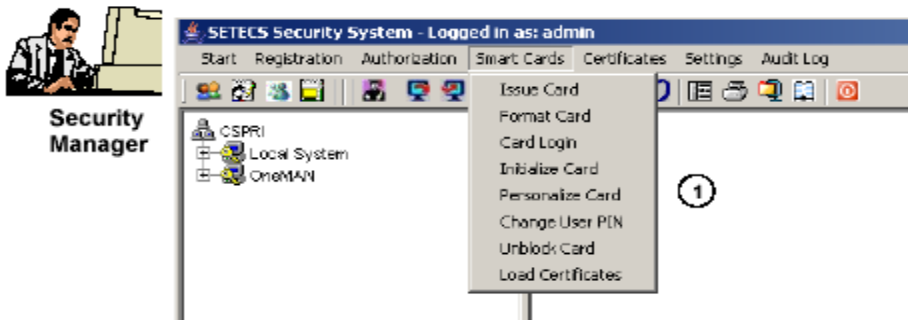 SETECS Security System - Logged in as: admin
Start Registration Authorization Smart Cards Certificates Settings Audit Log
Security
Manager
CSPRI
Local System
OneMAN
Issue Card
Format Card
Card Login
Initialize Card
Personalize Card
Change User PIN
Unblock Card
Load Certificates
1